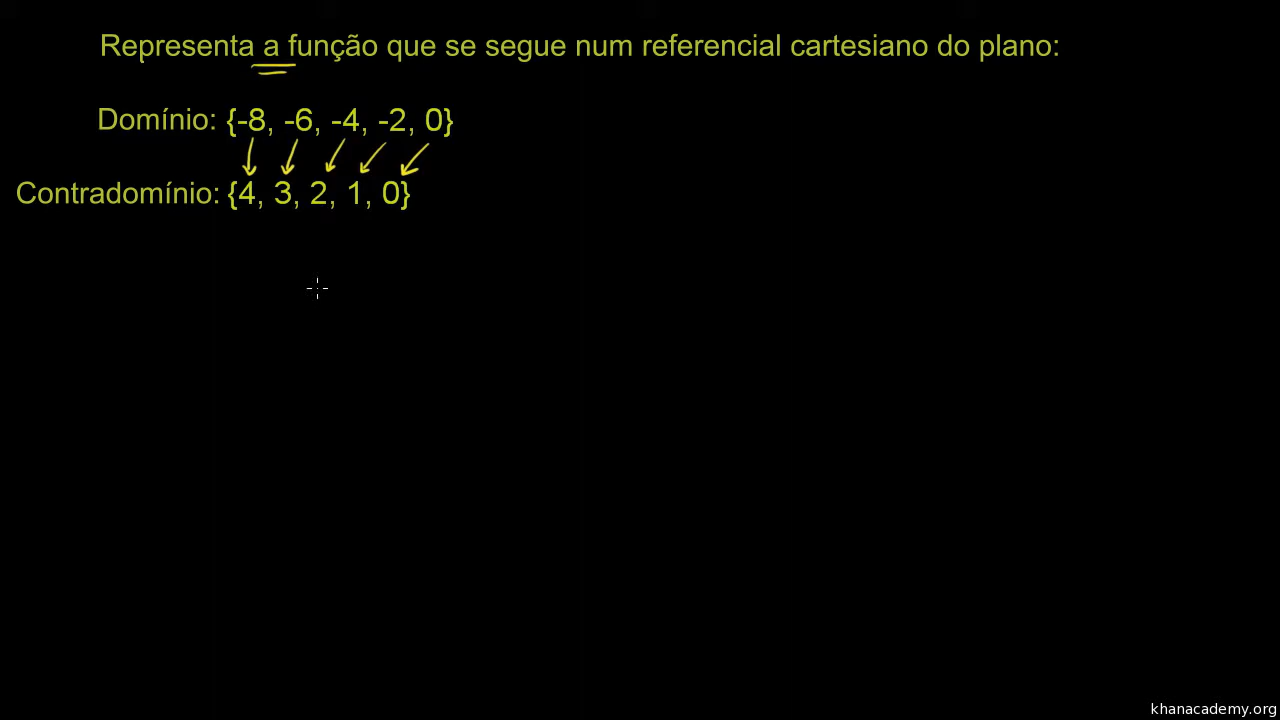 Representa a função que se segue num referencial cartesiano do plano:
Domínio: {-8, -6, -4, -2, 0}
Contradomínio: {4, 3, 2, 1, 0}
khanacademy.org